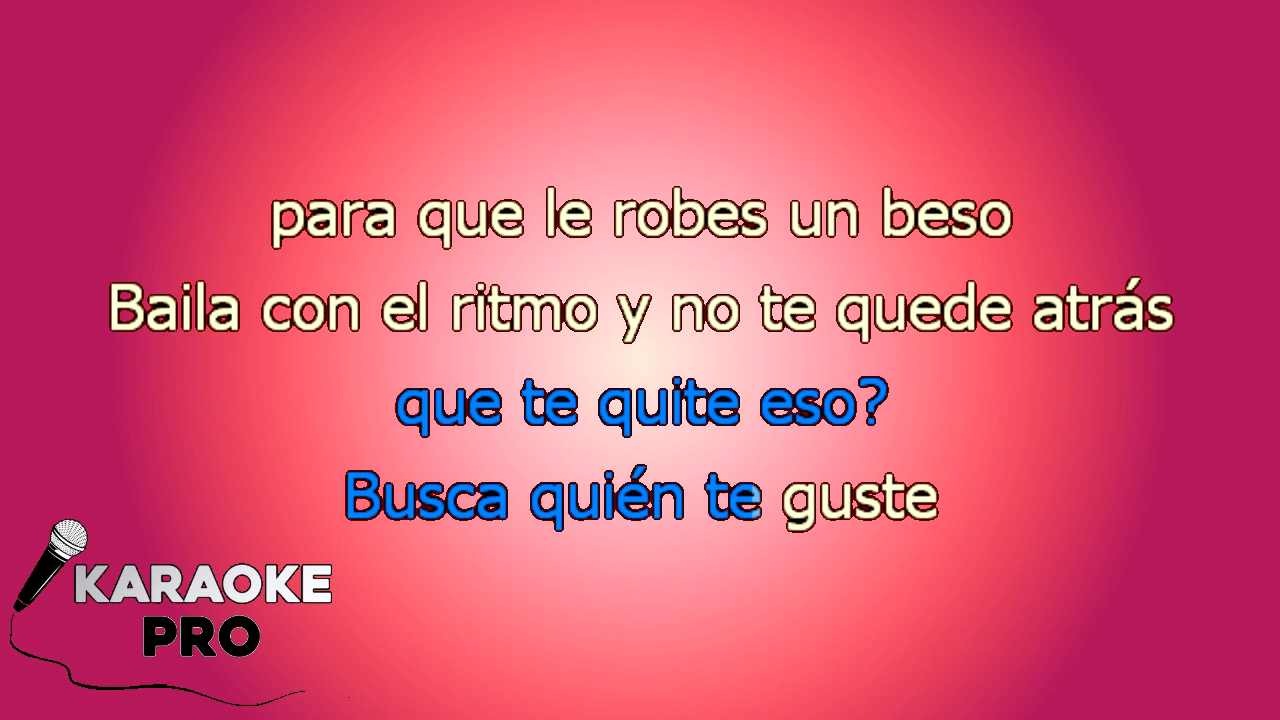 para que le robes un beso
Baila con el ritmo y no te quede atrás
que te quite eso?
Busca quién te guste
KARAOKE
PRO